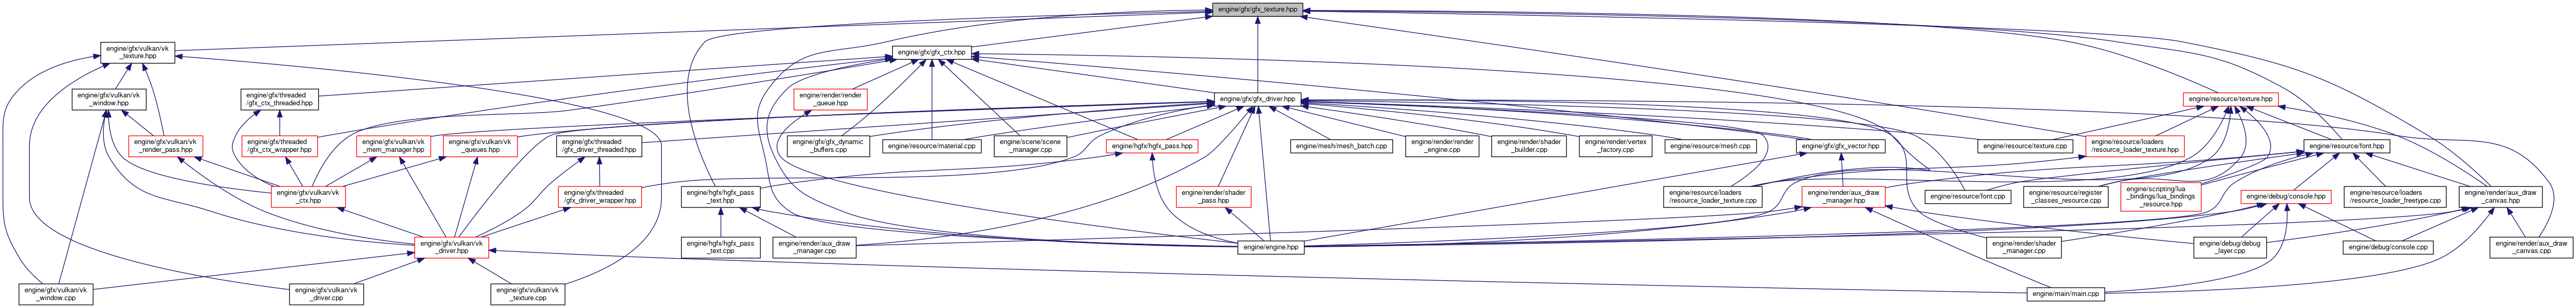 engine/gfx/gfx_texture.hpp
engine/gfx/vulkan/vk
_texture.hpp
engine/gfx/gfx_ctx.hpp
engine/gfx/vulkan/vk
_window.hpp
engine/gfx/threaded
/gfx_ctx_threaded.hpp
engine/render/render
_queue.hpp
engine/gfx/gfx_driver.hpp
engine/resource/texture.hpp
engine/gfx/vulkan/vk
_render_pass.hpp
engine/gfx/threaded
/gfx_ctx_wrapper.hpp
engine/gfx/vulkan/vk
_mem_manager.hpp
engine/gfx/vulkan/vk
_queues.hpp
engine/gfx/threaded
/gfx_driver_threaded.hpp
engine/gfx/gfx_dynamic
_buffers.cpp
engine/resource/material.cpp
engine/scene/scene
_manager.cpp
engine/hgfx/hgfx_pass.hpp
engine/mesh/mesh_batch.cpp
engine/render/render
_engine.cpp
engine/render/shader
_builder.cpp
engine/render/vertex
_factory.cpp
engine/resource/mesh.cpp
engine/gfx/gfx_vector.hpp
engine/resource/texture.cpp
engine/resource/loaders
/resource_loader_texture.hpp
engine/resource/font.hpp
engine/gfx/vulkan/vk
_ctx.hpp
engine/gfx/threaded
/gfx_driver_wrapper.hpp
engine/hgfx/hgfx_pass
_text.hpp
engine/render/shader
_pass.hpp
engine/resource/loaders
/resource_loader_texture.cpp
engine/render/aux_draw
_manager.hpp
engine/resource/font.cpp
engine/resource/register
_classes_resource.cpp
engine/scripting/lua
_bindings/lua_bindings
_resource.hpp
engine/debug/console.hpp
engine/resource/loaders
/resource_loader_freetype.cpp
engine/render/aux_draw
_canvas.hpp
engine/gfx/vulkan/vk
_driver.hpp
engine/hgfx/hgfx_pass
_text.cpp
engine/render/aux_draw
_manager.cpp
engine/engine.hpp
engine/render/shader
_manager.cpp
engine/debug/debug
_layer.cpp
engine/debug/console.cpp
engine/render/aux_draw
_canvas.cpp
engine/gfx/vulkan/vk
_window.cpp
engine/gfx/vulkan/vk
_driver.cpp
engine/gfx/vulkan/vk
_texture.cpp
engine/main/main.cpp